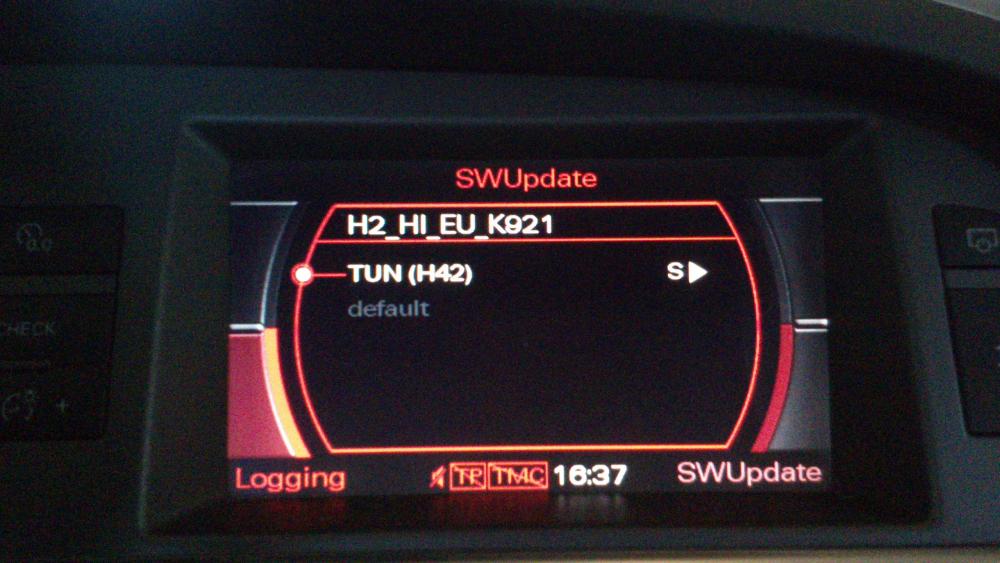 SWUpdate
H2_HI_EU_K921
TUN (H42) S
default
CHECK
Logging TP TMC 16:37 SWUpdate